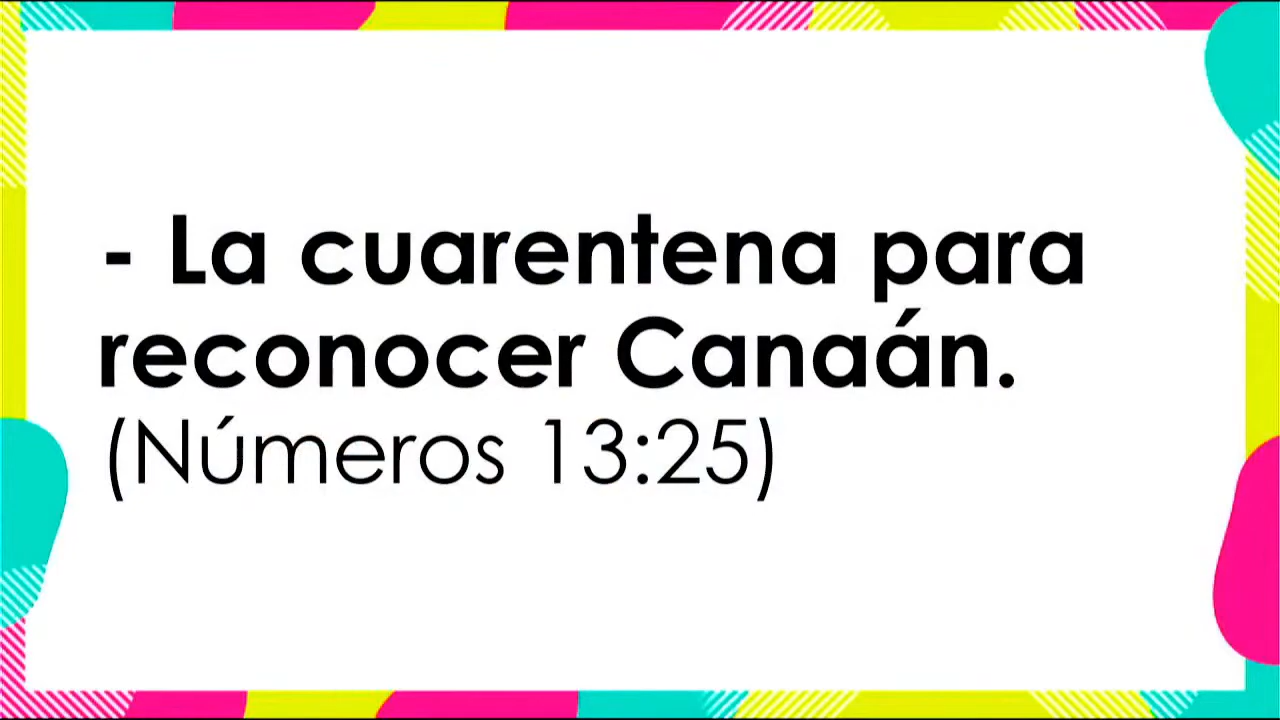 - La cuarentena para
reconocer Canaán.
(Números 13:25)